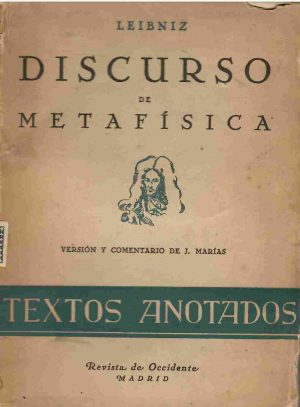 LEIBNIZ
DISCURSO
DE
METAFÍSICA
VERSIÓN Y COMENTARIO DE J. MARÍAS
TEXTOS ANOTADOS
Revista de Occidente
MADRID